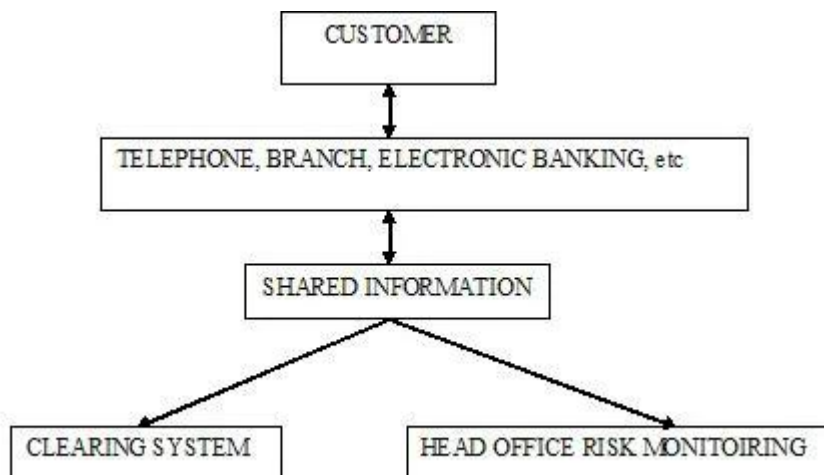 CUSTOMER
TELEPHONE, BRANCH, ELECTRONIC BANKING, etc
SHARED INFORMATION
CLEARING SYSTEM
HEAD OFFICE RISK MONITOIRING